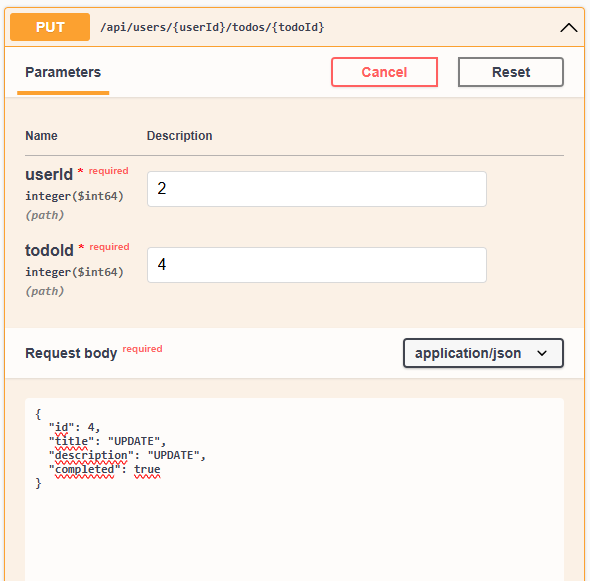 PUT /api/users/{userId}/todos/{todoId}
Parameters Cancel Reset
Name Description
userId * required
integer($int64)
(path)
2
todoId * required
integer($int64)
(path)
4
Request body required application/json
{
"id": 4,
"title": "UPDATE",
"description": "UPDATE",
"completed": true
}